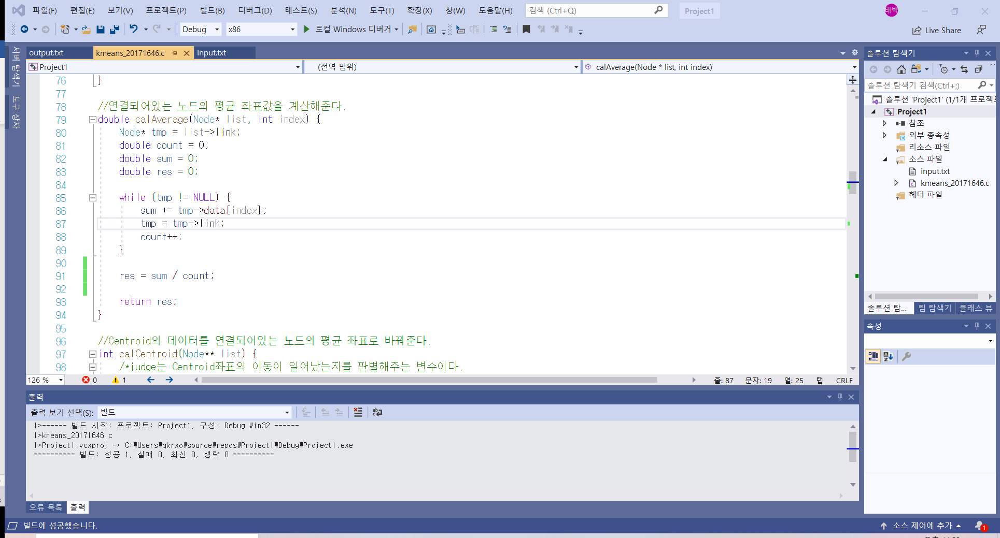 파일(F) 편집(E) 보기(V) 프로젝트(P) 빌드(B) 디버그(D) 테스트(S) 분석(N) 도구(T) 확장(X) 창(W) 도움말(H) 검색 (Ctrl+Q) Project1 태박
Debug x86 로컬 Windows 디버거 Live Share
서버 탐색기
도구 상자
output.txt kmeans_20171646.c input.txt
Project1 (전역 범위) calAverage(Node * list, int index)
76 }
77
78 //연결되어있는 노드의 평균 좌표값을 계산해준다.
79 double calAverage(Node* list, int index) {
80 Node* tmp = list->link;
81 double count = 0;
82 double sum = 0;
83 double res = 0;
84
85 while (tmp != NULL) {
86 sum += tmp->data[index];
87 tmp = tmp->link;
88 count++;
89 }
90
91 res = sum / count;
92
93 return res;
94 }
95
96 //Centroid의 데이터를 연결되어있는 노드의 평균 좌표로 바꿔준다.
97 int calCentroid(Node** list) {
98 /*judge는 Centroid좌표의 이동이 일어났는지를 판별해주는 변수이다.
126 % 0 1 줄: 87 문자: 19 열: 25 탭 CRLF
출력
출력 보기 선택(S): 빌드
1>------ 빌드 시작: 프로젝트: Project1, 구성: Debug Win32 ------
1>kmeans_20171646.c
1>Project1.vcxproj -> C:\Users\qkrxo\source\repos\Project1\Debug\Project1.exe
========== 빌드: 성공 1, 실패 0, 최신 0, 생략 0 ==========
오류 목록 출력
솔루션 탐색기
솔루션 탐색기 검색(Ctrl+;)
솔루션 'Project1' (1/1개 프로젝트
Project1
참조
외부 종속성
리소스 파일
소스 파일
input.txt
kmeans_20171646.c
헤더 파일
솔루션 탐... 팀 탐색기 클래스 뷰
속성
빌드에 성공했습니다. 소스 제어에 추가 1